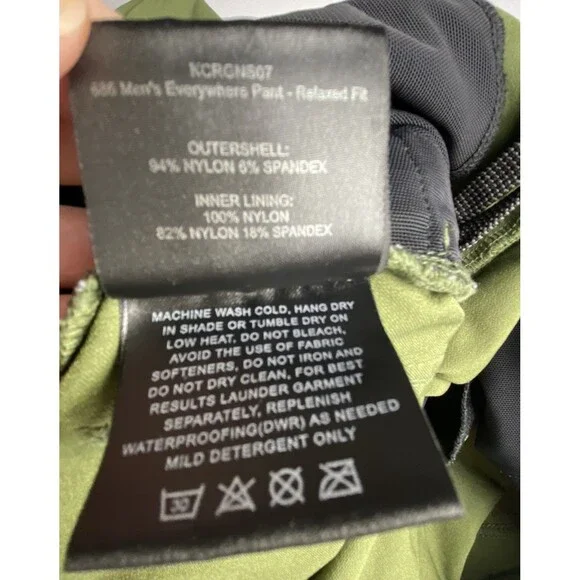 KCRGNS07
686 Men's Everywhere Pant - Relaxed Fit
OUTERSHELL:
94% NYLON 6% SPANDEX
INNER LINING:
100% NYLON
82% NYLON 18% SPANDEX
MACHINE WASH COLD, HANG DRY
IN SHADE OR TUMBLE DRY ON
LOW HEAT. DO NOT BLEACH,
AVOID THE USE OF FABRIC
SOFTENERS, DO NOT IRON AND
DO NOT DRY CLEAN, FOR BEST
RESULTS LAUNDER GARMENT
SEPARATELY, REPLENISH
WATERPROOFING(DWR) AS NEEDED
MILD DETERGENT ONLY
30